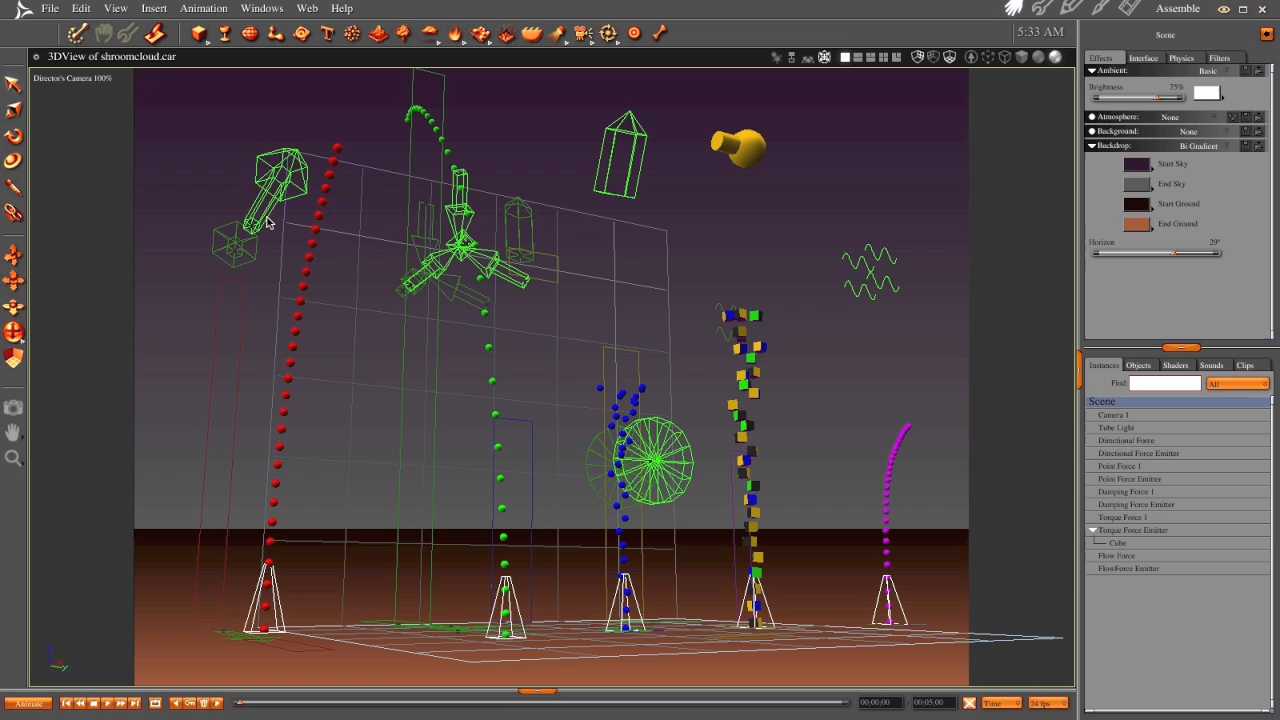 File Edit View Insert Animation Windows Web Help Assemble
5:33 AM
Scene
3DView of shroomcloud.car
Effects Interface Physics Filters
Director's Camera 100%
Ambient: Basic
Brightness 75%
Atmosphere: None
Background: None
Backdrop: Bi Gradient
Start Sky
End Sky
Start Ground
End Ground
Horizon 29°
Instances Objects Shaders Sounds Clips
Find: All
Scene
Camera 1
Tube Light
Directional Force
Ditrctional Force Emitter
Point Force 1
Point Force Emitter
Damping Force 1
Damping Force Emitter
Torque Force 1
Torque Force Emitter
Cube
Flow Force
FlowForce Emitter
Animate 00:00;00 / 00:05;00 Time 24 fps